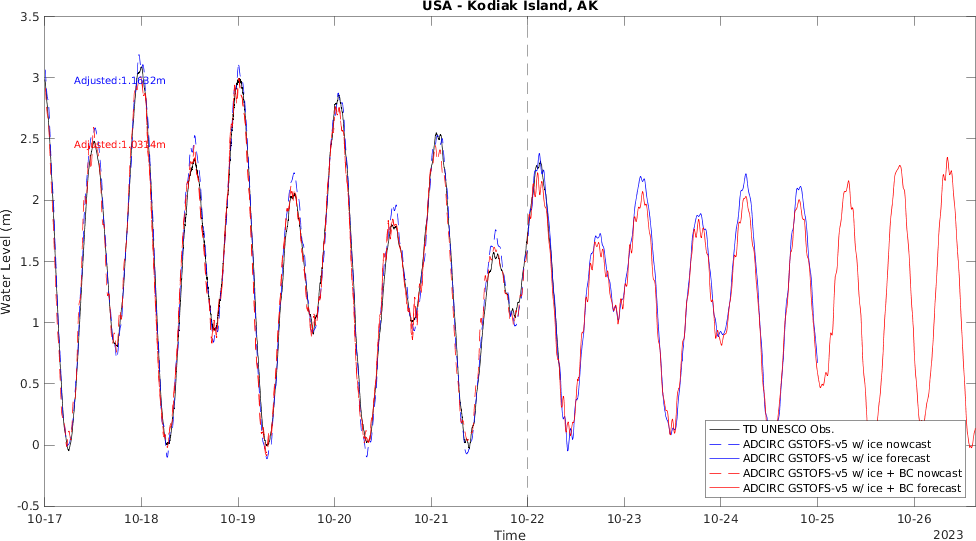 USA - Kodiak Island, AK
3.5
3
2.5
2
1.5
1
0.5
0
-0.5
Water Level (m)
Adjusted:1.1632m
Adjusted:1.0314m
TD UNESCO Obs.
ADCIRC GSTOFS-v5 w/ ice nowcast
ADCIRC GSTOFS-v5 w/ ice forecast
ADCIRC GSTOFS-v5 w/ ice + BC nowcast
ADCIRC GSTOFS-v5 w/ ice + BC forecast
10-17 10-18 10-19 10-20 10-21 10-22 10-23 10-24 10-25 10-26
Time
2023